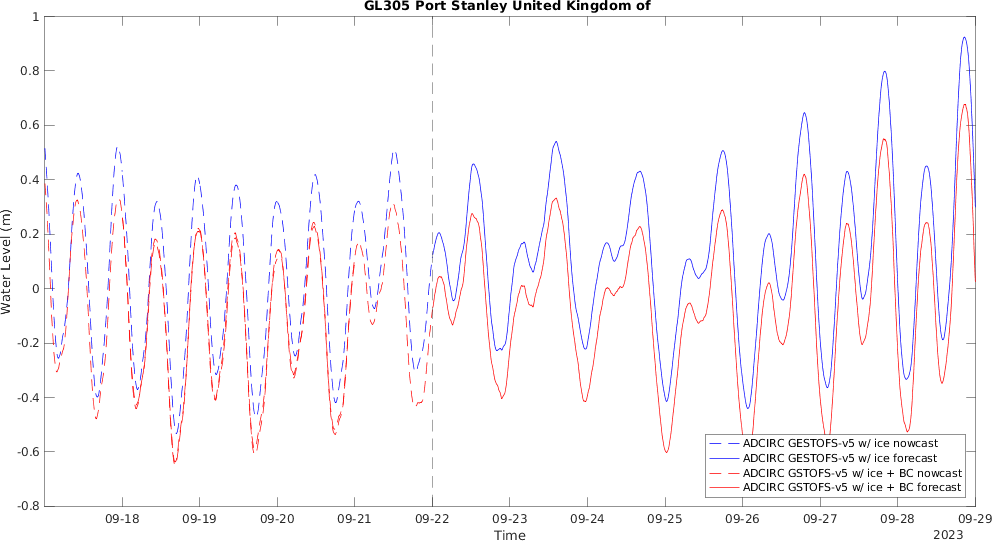 GL305 Port Stanley United Kingdom of
1
0.8
0.6
0.4
0.2
0
-0.2
-0.4
-0.6
-0.8
Water Level (m)
ADCIRC GESTOFS-v5 w/ ice nowcast
ADCIRC GESTOFS-v5 w/ ice forecast
ADCIRC GSTOFS-v5 w/ ice + BC nowcast
ADCIRC GSTOFS-v5 w/ ice + BC forecast
09-18 09-19 09-20 09-21 09-22 09-23 09-24 09-25 09-26 09-27 09-28 09-29
Time
2023